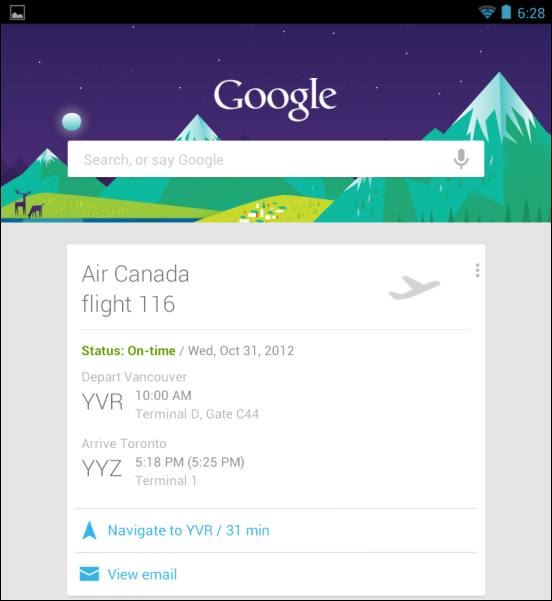 6:28
Google
Search, or say Google
Air Canada
flight 116
Status: On-time / Wed, Oct 31, 2012
Depart Vancouver
YVR 10:00 AM
Terminal D, Gate C44
Arrive Toronto
YYZ 5:18 PM (5:25 PM)
Terminal 1
Navigate to YVR / 31 min
View email